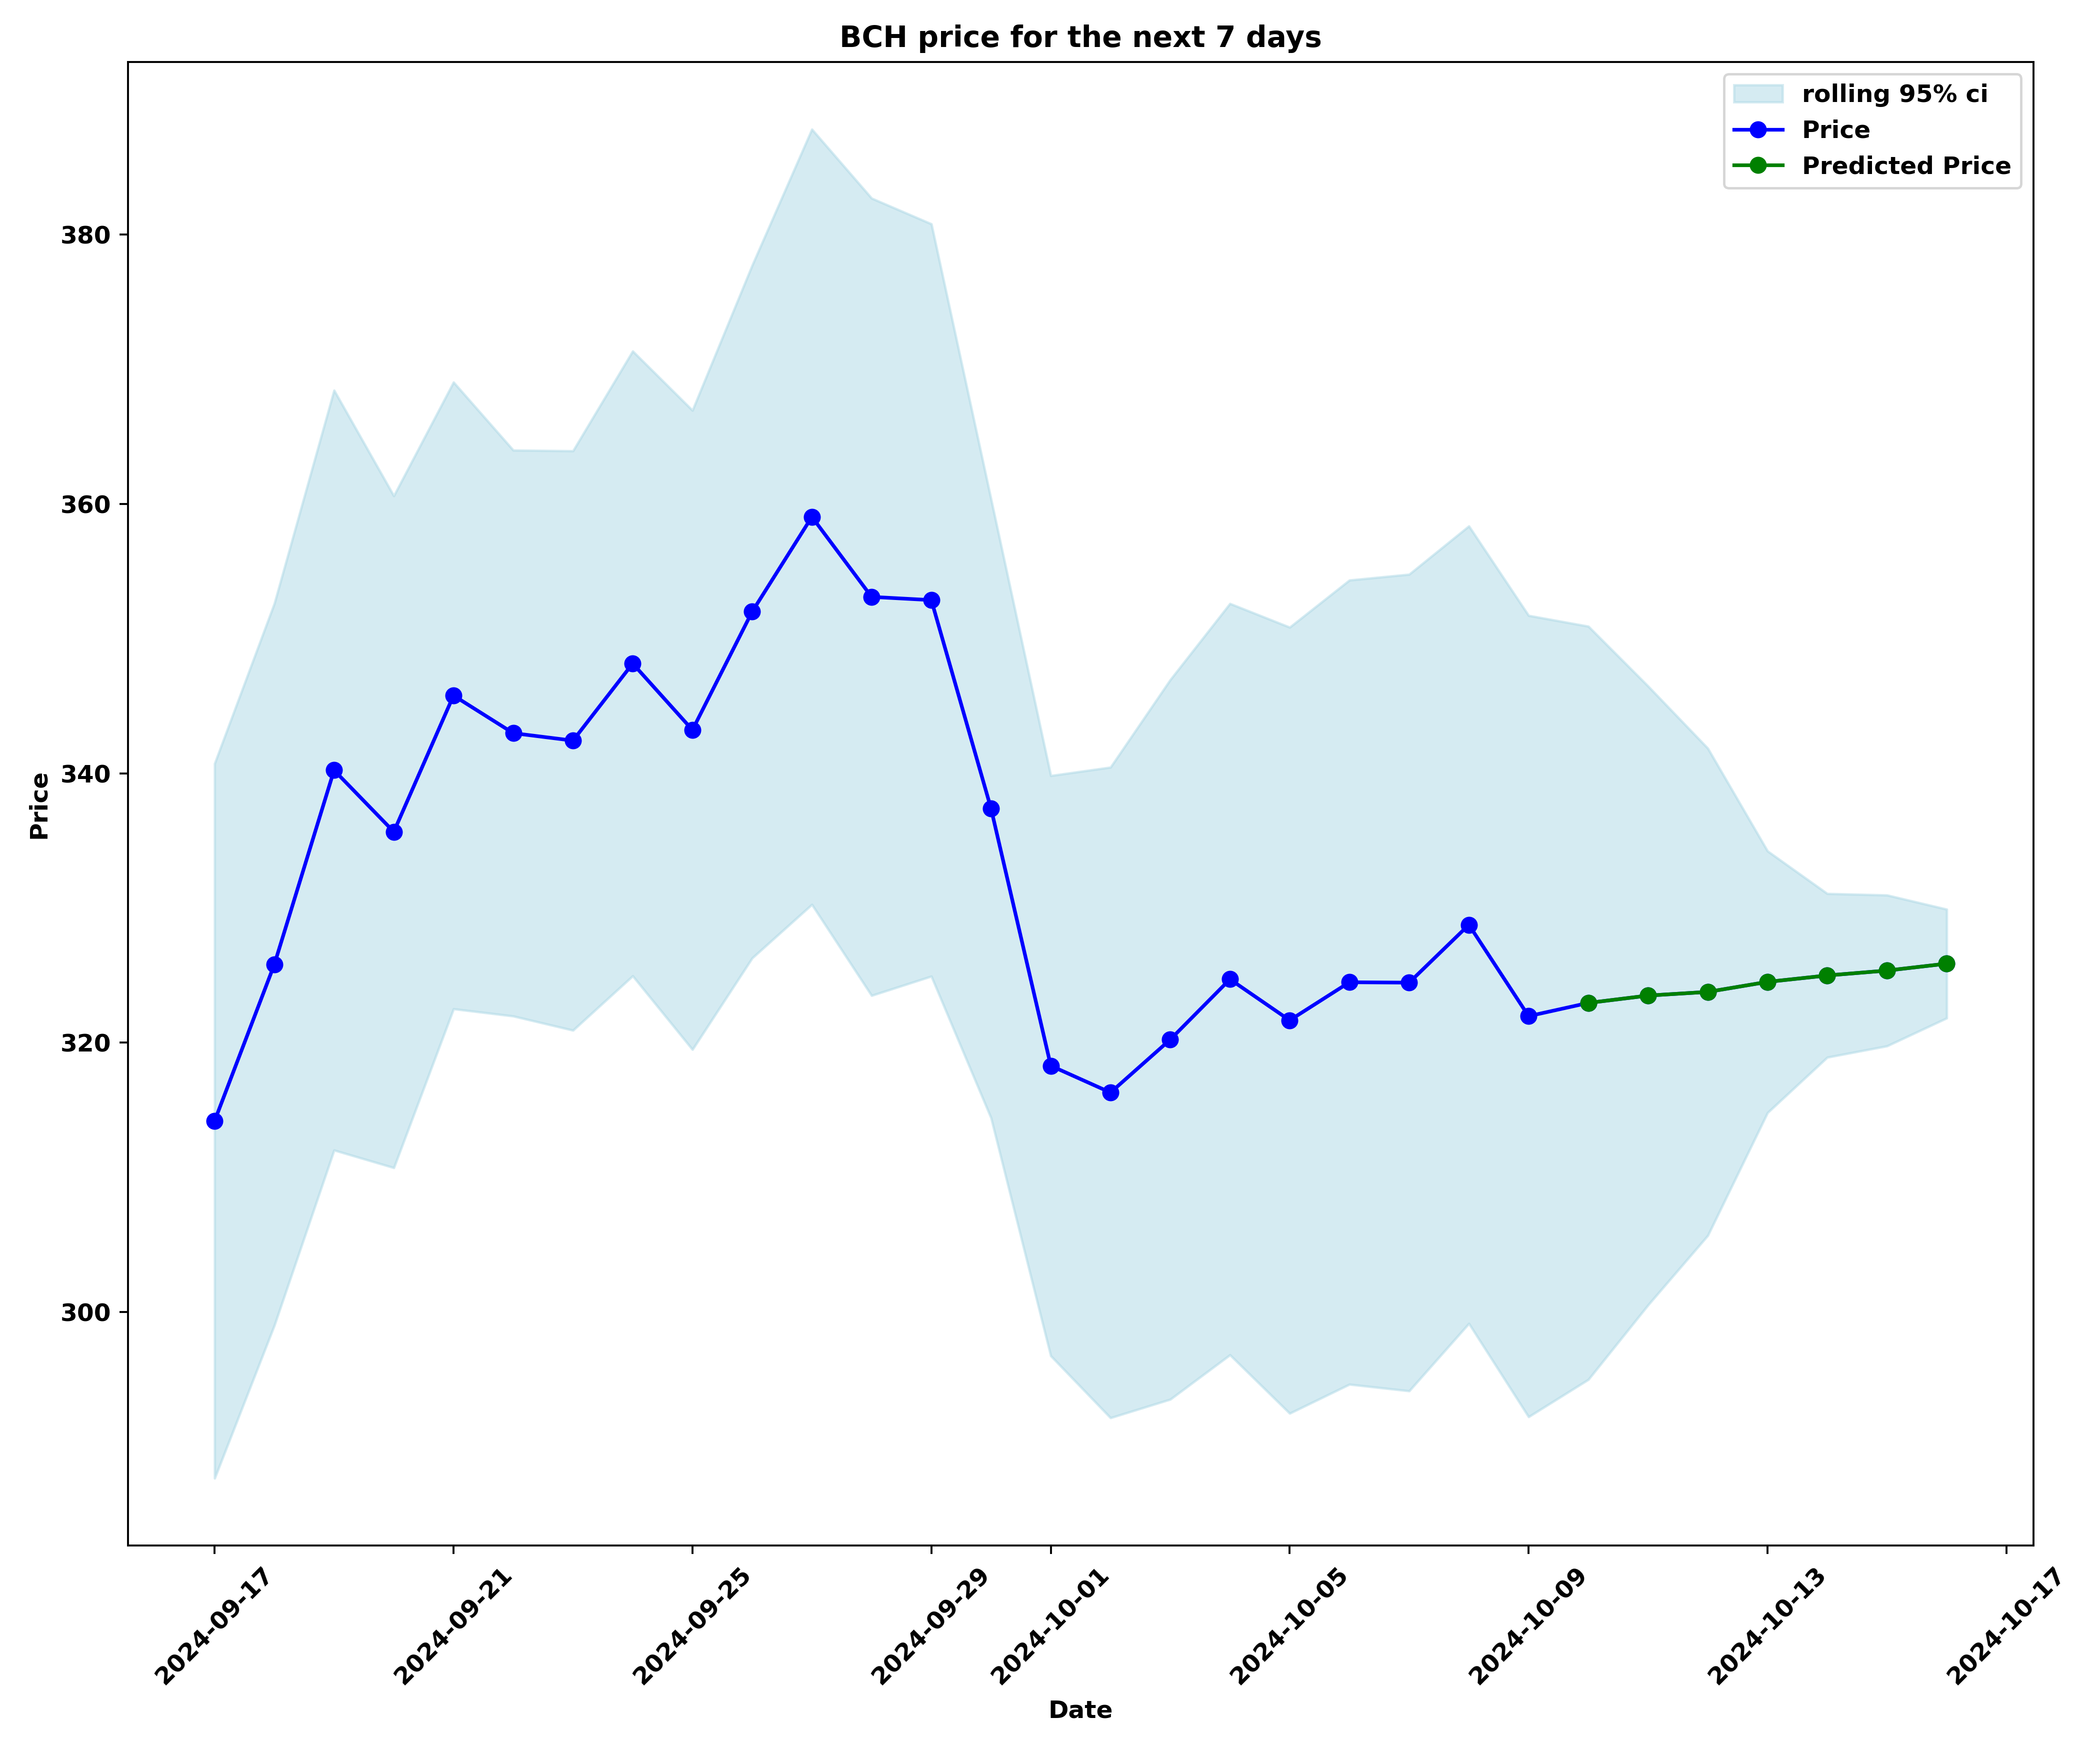 BCH price for the next 7 days
rolling 95% ci
Price
Predicted Price
380
360
340
320
300
Price
2024-09-17
2024-09-21
2024-09-25
2024-09-29
2024-10-01
2024-10-05
2024-10-09
2024-10-13
2024-10-17
Date